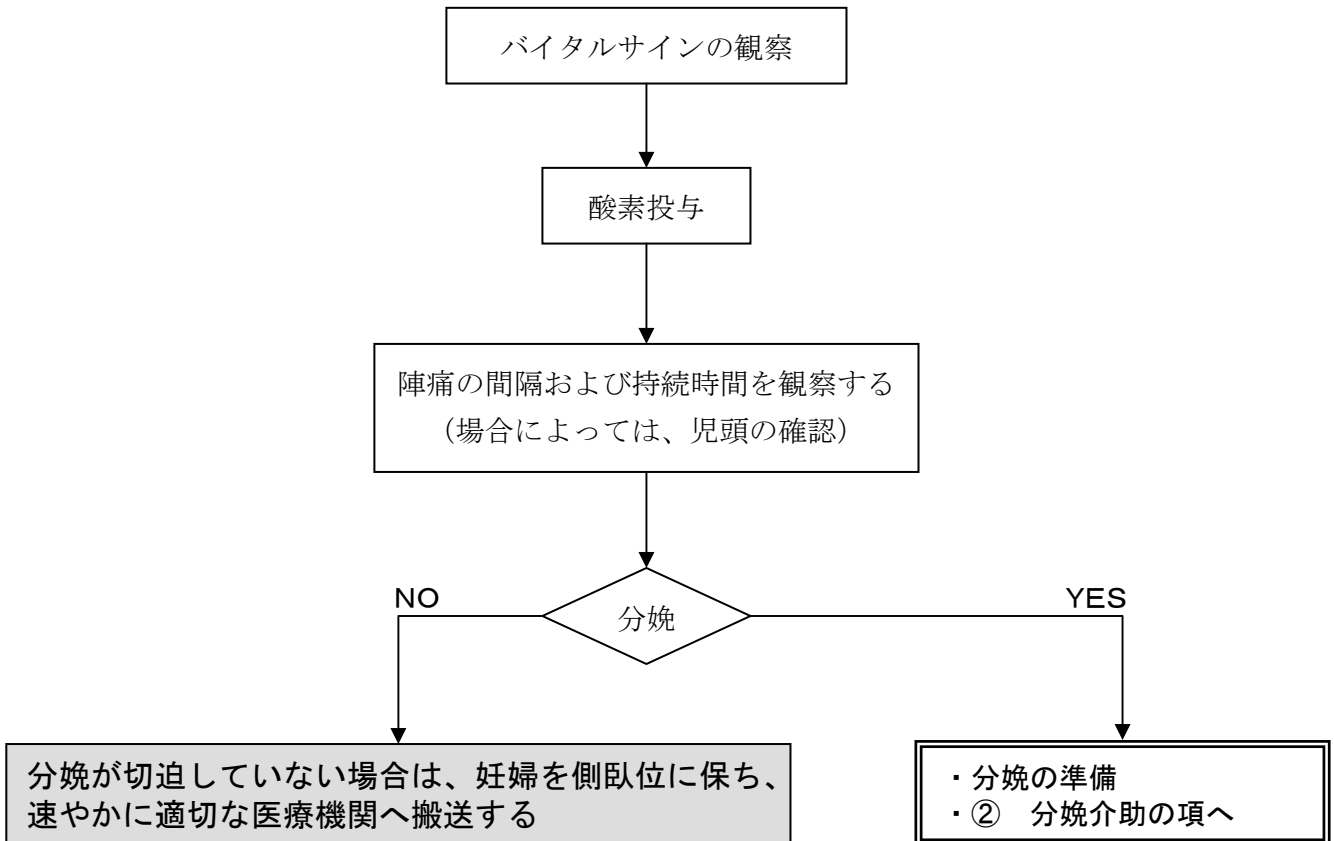 バイタルサインの観察
酸素投与
陣痛の間隔および持続時間を観察する
（場合によっては、児頭の確認）
NO
分娩
YES
分娩が切迫していない場合は、妊婦を側臥位に保ち、
速やかに適切な医療機関へ搬送する
・分娩の準備
・②　分娩介助の項へ